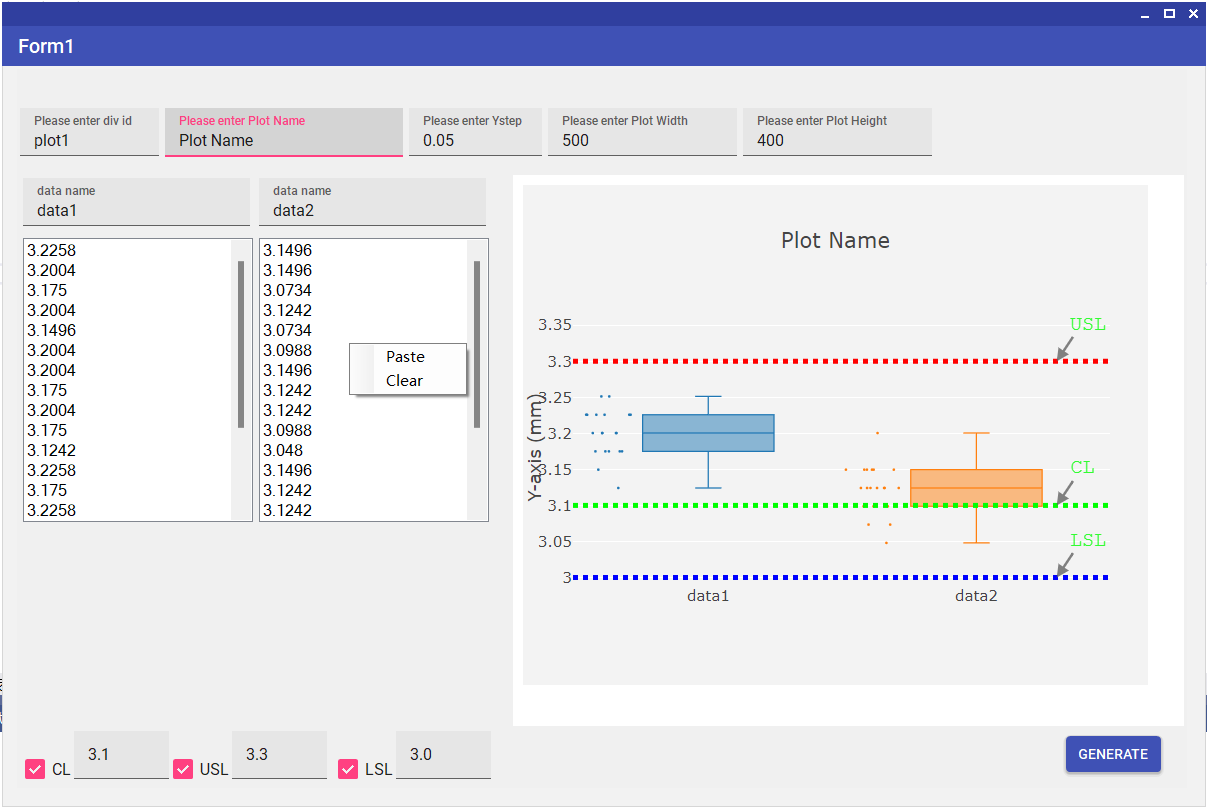 Form1
Please enter div id
plot1
Please enter Plot Name
Plot Name
Please enter Ystep
0.05
Please enter Plot Width
500
Please enter Plot Height
400
data name
data1
data name
data2
3.2258
3.2004
3.175
3.2004
3.1496
3.2004
3.2004
3.175
3.2004
3.175
3.1242
3.2258
3.175
3.2258
3.1496
3.1496
3.0734
3.1242
3.0734
3.0988
3.1496
3.1242
3.1242
3.0988
3.048
3.1496
3.1242
3.1242
Paste
Clear
Plot Name
Y-axis (mm)
3.35
3.3
3.25
3.2
3.15
3.1
3.05
3
USL
CL
LSL
data1
data2
CL
3.1
USL
3.3
LSL
3.0
GENERATE